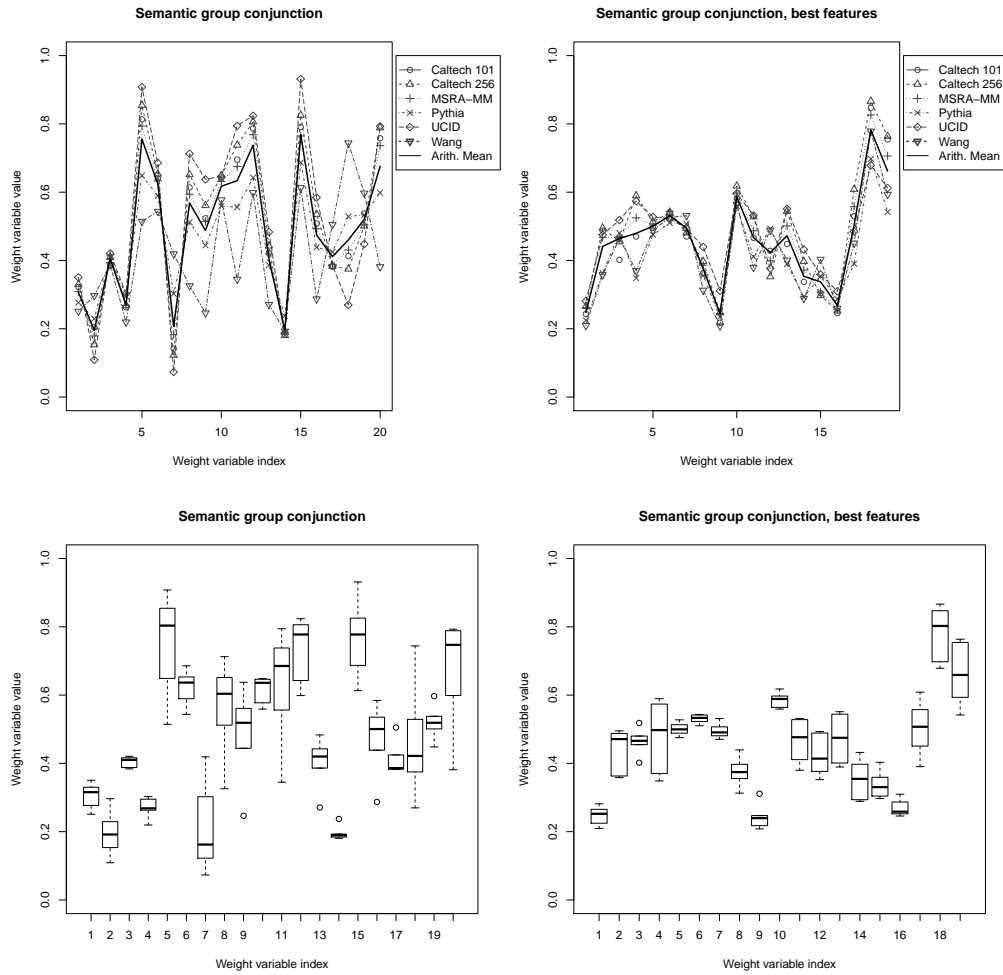 Semantic group conjunction
Weight variable value
1.0
0.8
0.6
0.4
0.2
0.0
5
10
15
20
Weight variable index
Caltech 101
Caltech 256
MSRA−MM
Pythia
UCID
Wang
Arith. Mean
Semantic group conjunction, best features
Weight variable value
1.0
0.8
0.6
0.4
0.2
0.0
5
10
15
Weight variable index
Caltech 101
Caltech 256
MSRA−MM
Pythia
UCID
Wang
Arith. Mean
Semantic group conjunction
Weight variable value
1.0
0.8
0.6
0.4
0.2
0.0
1 2 3 4 5 6 7 9 11 13 15 17 19
Weight variable index
Semantic group conjunction, best features
Weight variable value
1.0
0.8
0.6
0.4
0.2
0.0
1 2 3 4 5 6 7 8 9 10 12 14 16 18
Weight variable index